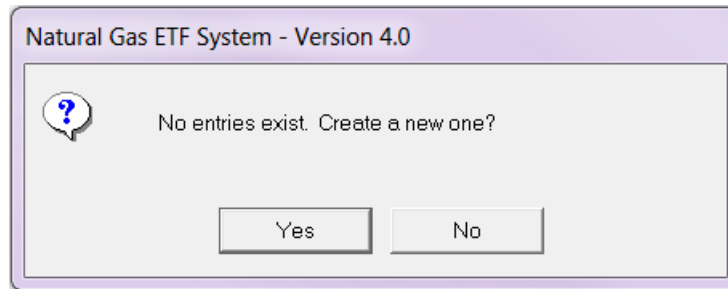 Natural Gas ETF System - Version 4.0
?
No entries exist. Create a new one?
Yes No